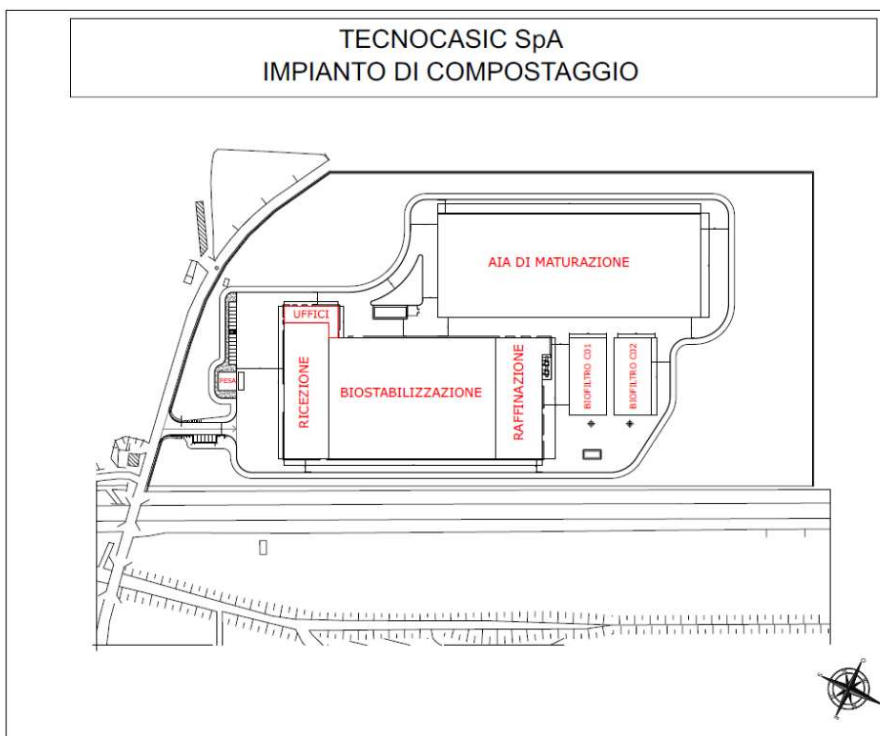 TECNOCASIC SpA
IMPIANTO DI COMPOSTAGGIO
AIA DI MATURAZIONE
UFFICI
PESA
RICEZIONE
BIOSTABILIZZAZIONE
RAFFINAZIONE
BIOFILTRO C01
BIOFILTRO C02